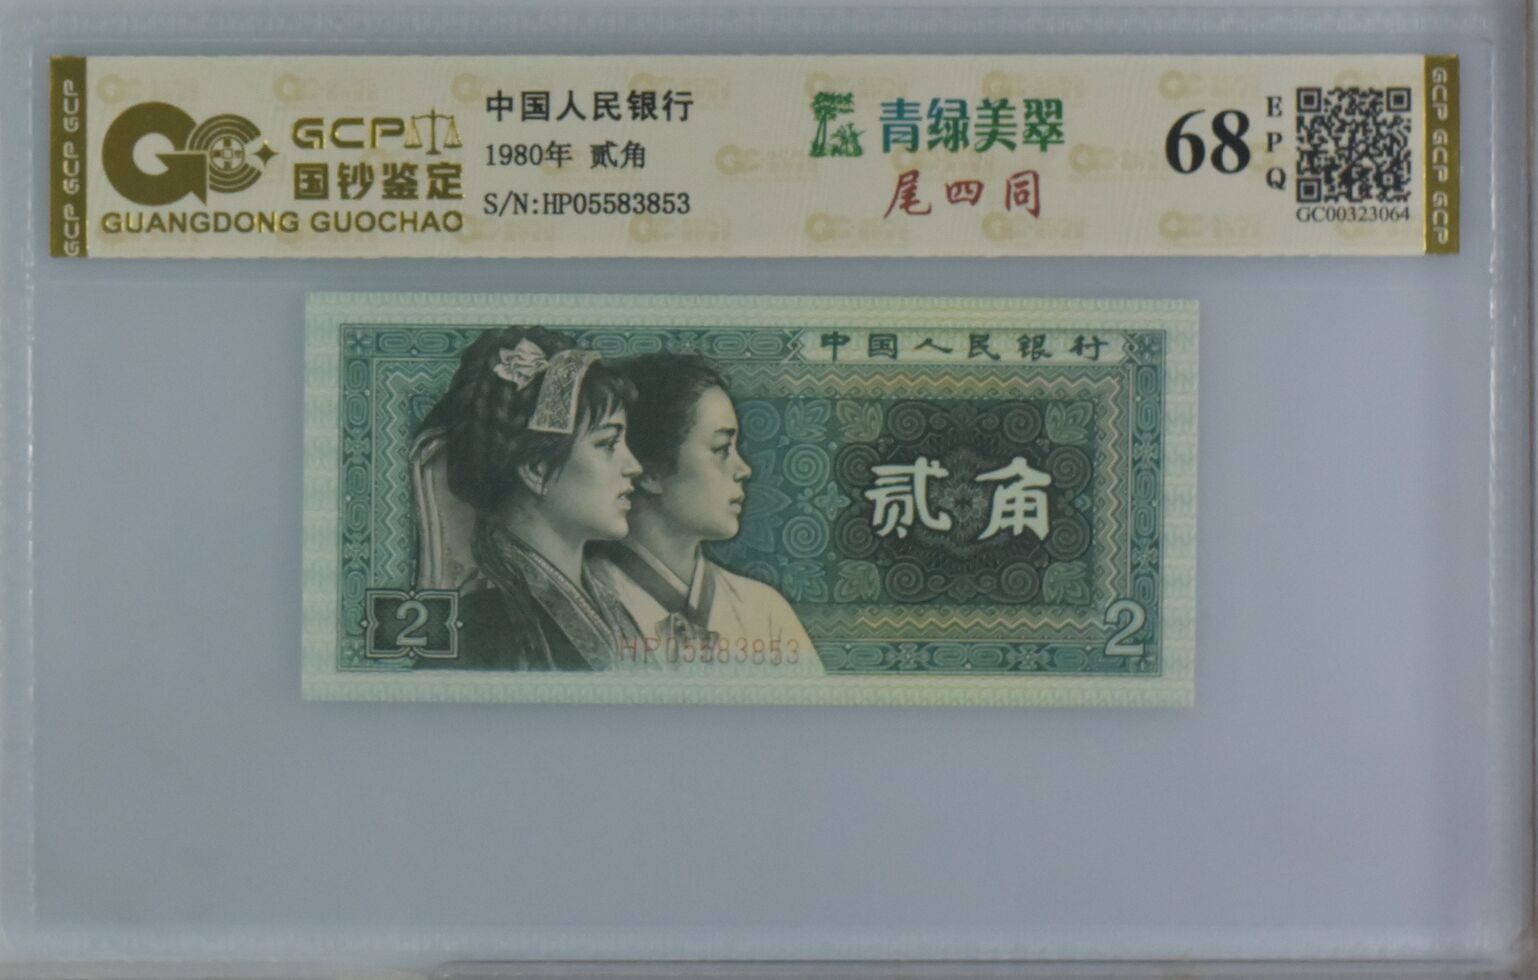 GCP GCP GCP
GCP
国钞鉴定
GUANGDONG GUOCHAO
中国人民银行
1980年 贰角
S/N:HP05583853
青绿美翠
尾四同
68
EPQ
GC00323064
GCP GCP GCP
中国人民银行
贰角
2
2
HP05583853